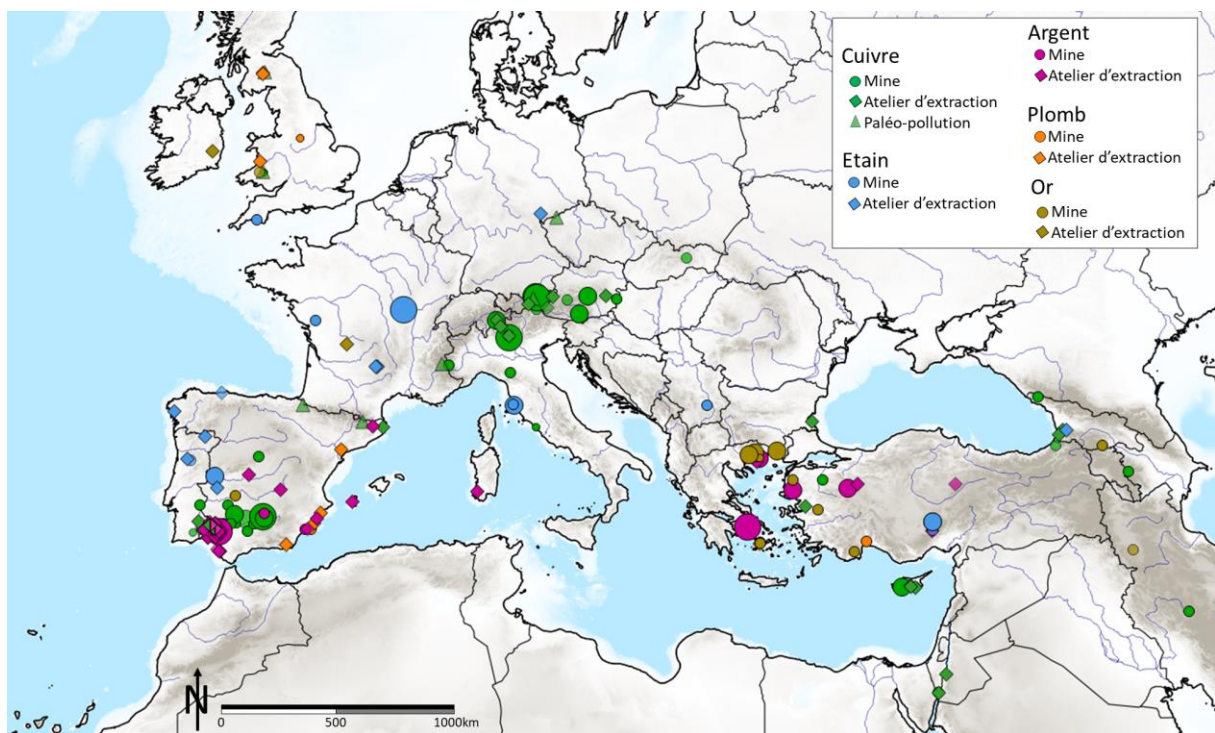 Cuivre
Mine
Atelier d'extraction
Paléo-pollution
Etain
Mine
Atelier d'extraction
Argent
Mine
Atelier d'extraction
Plomb
Mine
Atelier d'extraction
Or
Mine
Atelier d'extraction
N
0 500 1000km